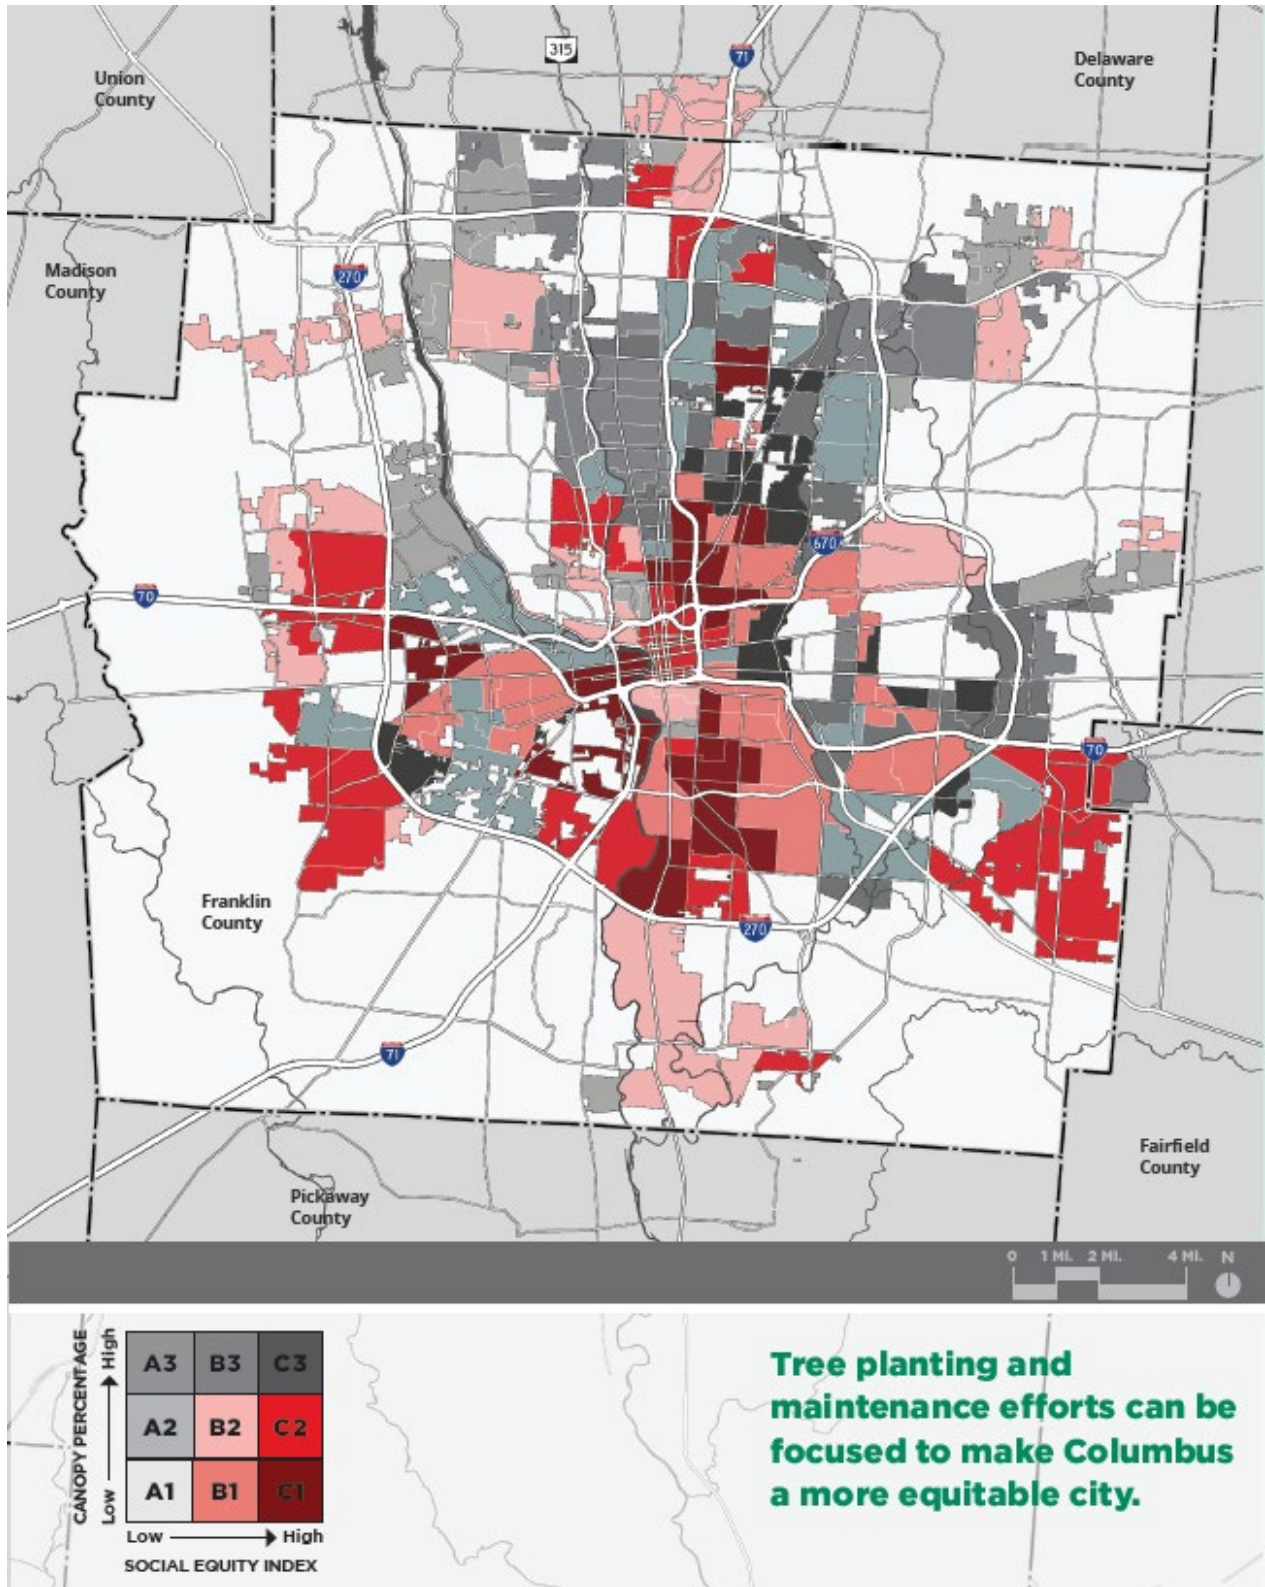 315
71
Delaware
County
Union
County
Madison
County
270
670
70
70
Franklin
County
270
71
Fairfield
County
Pickaway
County
0 1 MI. 2 MI. 4 MI. N
CANOPY PERCENTAGE
Low High
A3 B3 C3
A2 B2 C2
A1 B1 C1
Low High
SOCIAL EQUITY INDEX
Tree planting and
maintenance efforts can be
focused to make Columbus
a more equitable city.